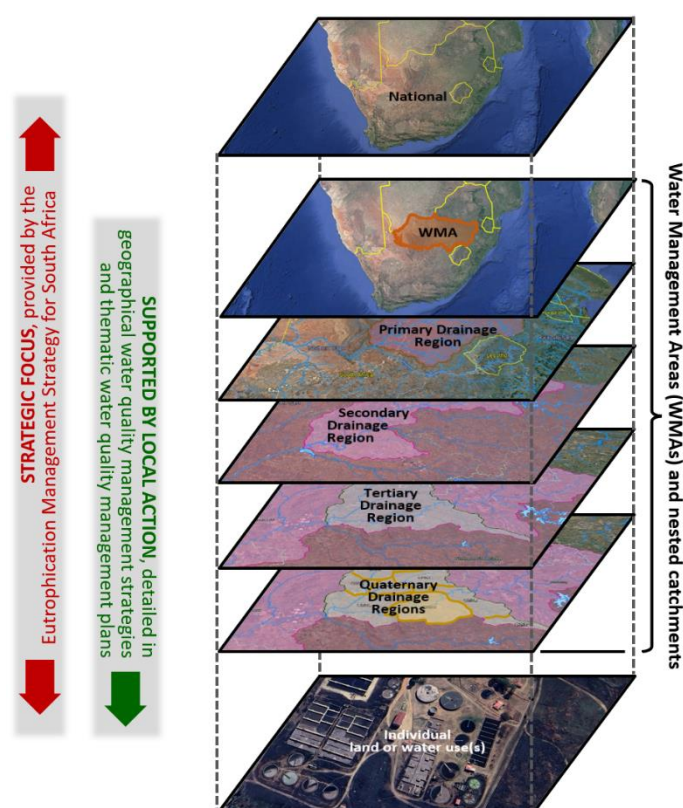 National
WMA
Primary Drainage
Region
Secondary
Drainage
Region
Tertiary
Drainage
Region
Quaternary
Drainage
Regions
Individual
land or water use(s)
STRATEGIC FOCUS, provided by the
Eutrophication Management Strategy for South Africa
SUPPORTED BY LOCAL ACTION, detailed in
geographical water quality management strategies
and thematic water quality management plans
Water Management Areas (WMAs) and nested catchments